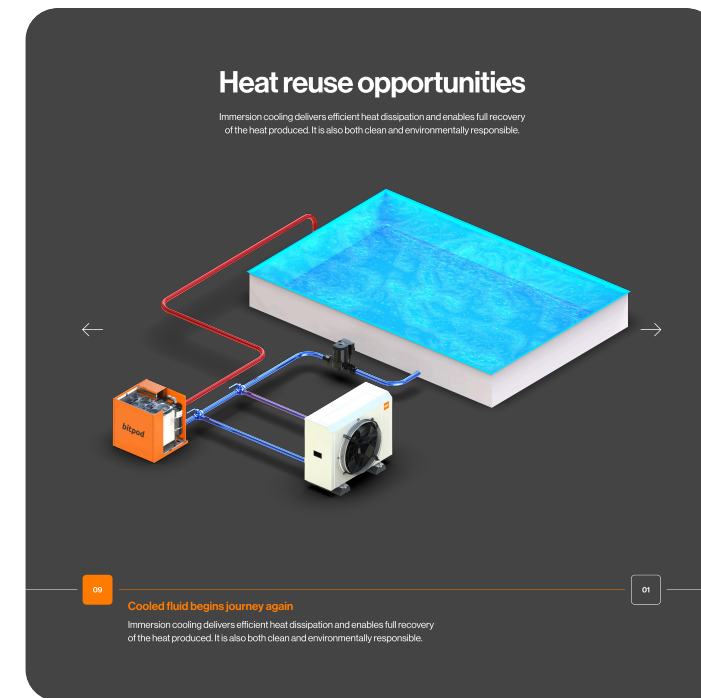 Heat reuse opportunities
Immersion cooling delivers efficient heat dissipation and enables full recovery
of the heat produced. It is also both clean and environmentally responsible.
bitpod
09
01
Cooled fluid begins journey again
Immersion cooling delivers efficient heat dissipation and enables full recovery
of the heat produced. It is also both clean and environmentally responsible.